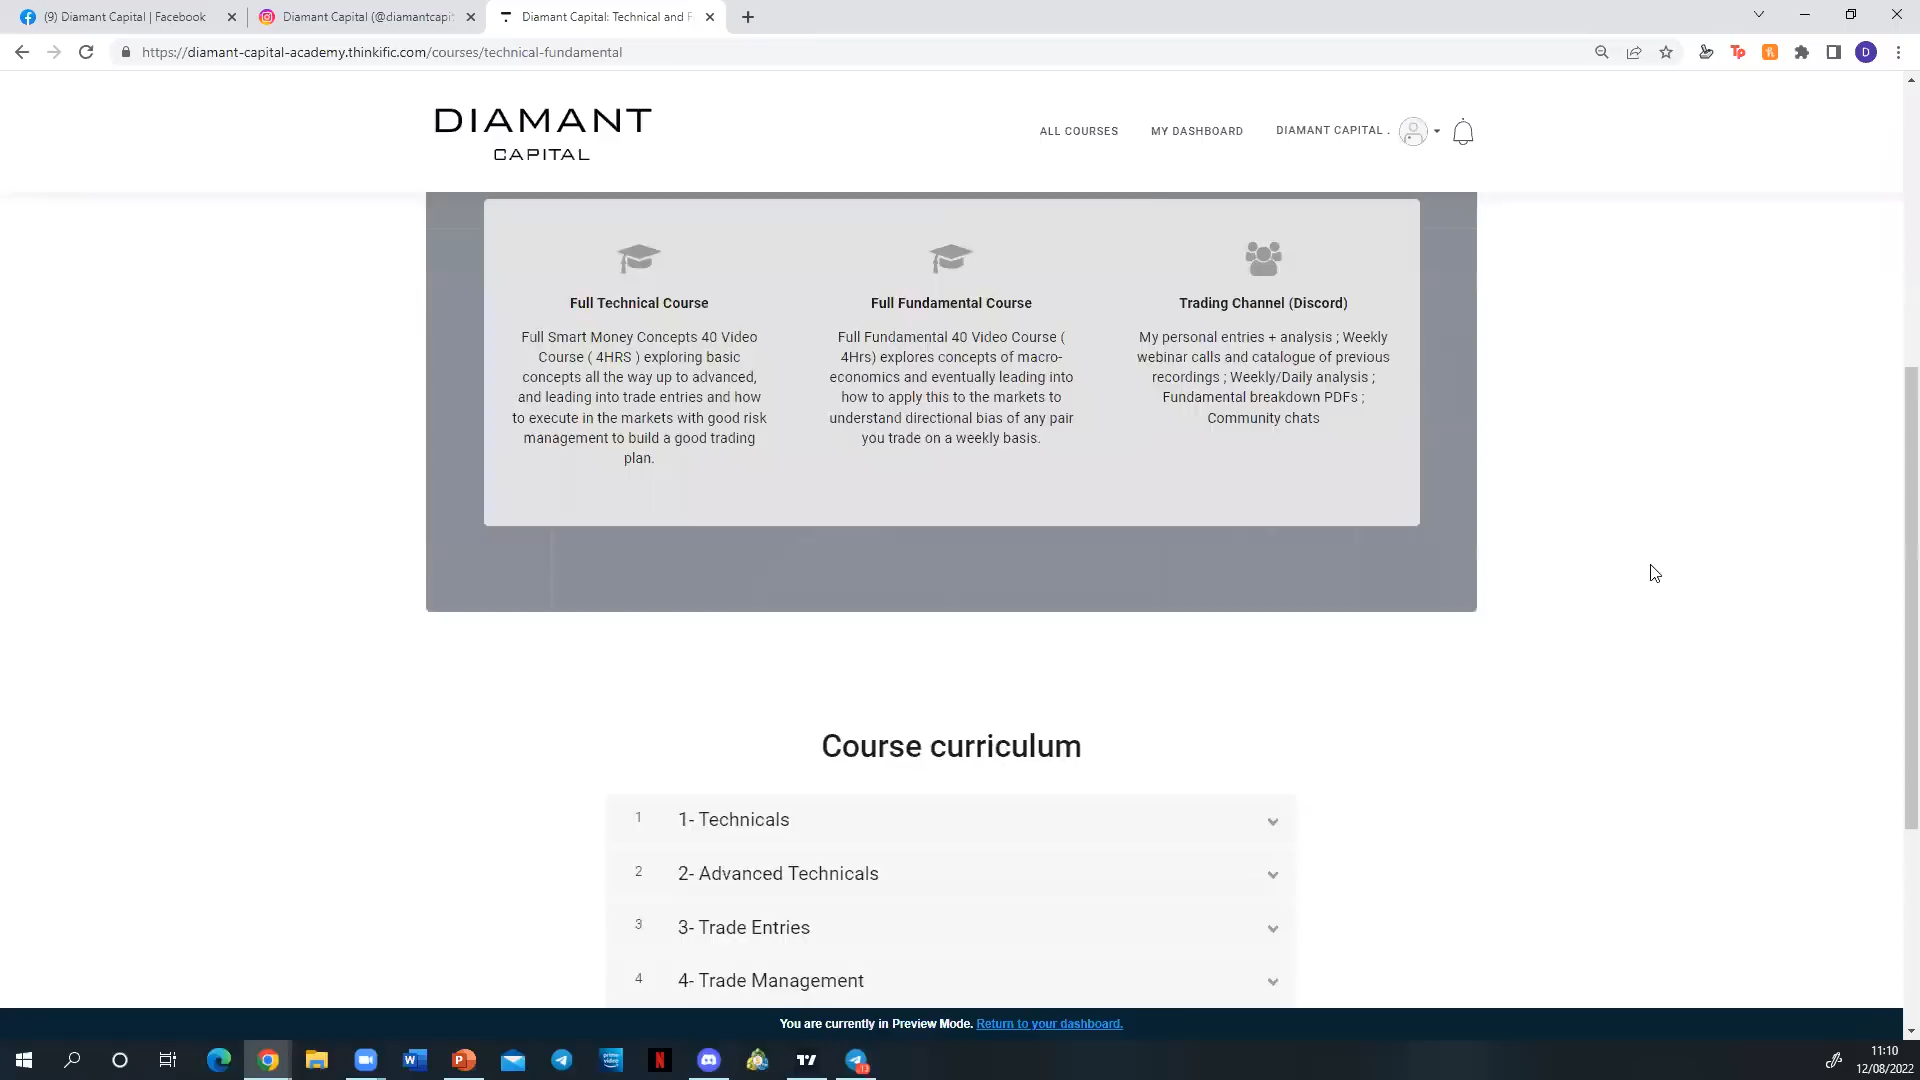 (9) Diamant Capital | Facebook
Diamant Capital (@diamantcapi
Diamant Capital: Technical and F
https://diamant-capital-academy.thinkific.com/courses/technical-fundamental
Tp
D
DIAMANT
CAPITAL
ALL COURSES
MY DASHBOARD
DIAMANT CAPITAL .
Full Technical Course
Full Smart Money Concepts 40 Video
Course ( 4HRS ) exploring basic
concepts all the way up to advanced,
and leading into trade entries and how
to execute in the markets with good risk
management to build a good trading
plan.
Full Fundamental Course
Full Fundamental 40 Video Course (
4Hrs) explores concepts of macro-
economics and eventually leading into
how to apply this to the markets to
understand directional bias of any pair
you trade on a weekly basis.
Trading Channel (Discord)
My personal entries + analysis ; Weekly
webinar calls and catalogue of previous
recordings ; Weekly/Daily analysis ;
Fundamental breakdown PDFs ;
Community chats
Course curriculum
1 1- Technicals
2 2- Advanced Technicals
3 3- Trade Entries
4 4- Trade Management
You are currently in Preview Mode. Return to your dashboard.
W
P
prime video
N
13
11:10
12/08/2022